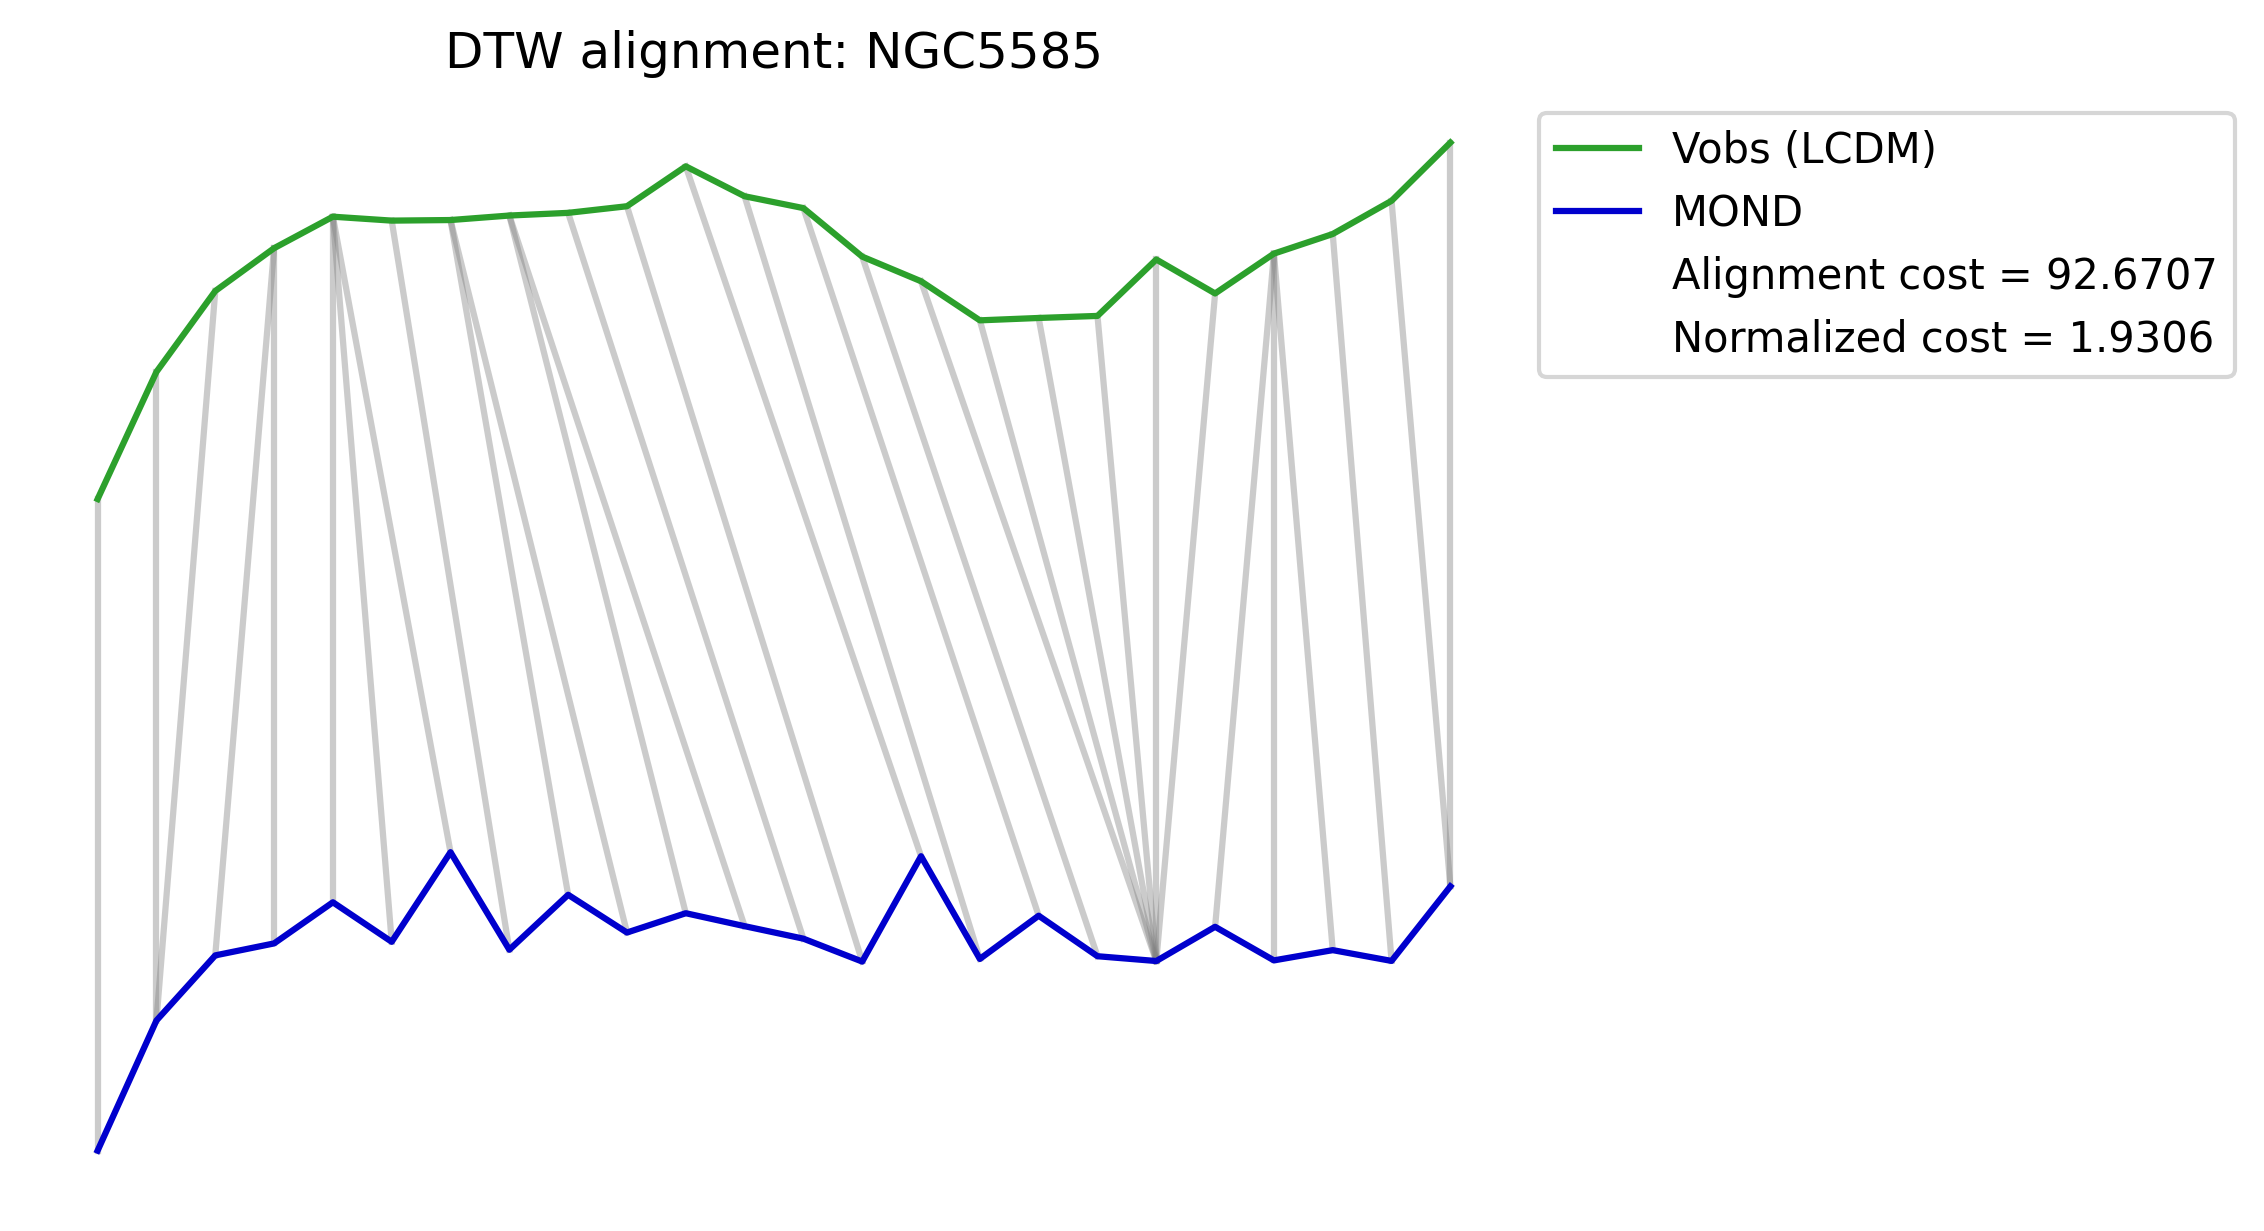 DTW alignment: NGC5585
Vobs (LCDM)
MOND
Alignment cost = 92.6707
Normalized cost = 1.9306